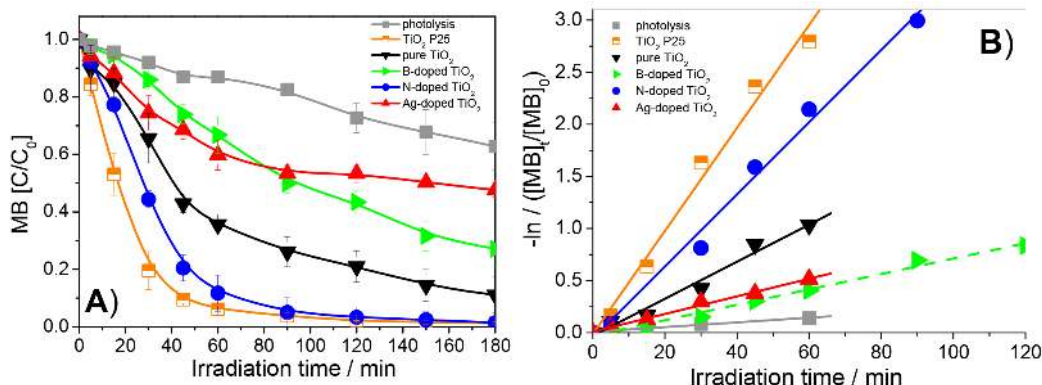 A)
photolysis
TiO2 P25
pure TiO2
B-doped TiO2
N-doped TiO2
Ag-doped TiO2
MB [C/C0]
1.0
0.8
0.6
0.4
0.2
0.0
0 20 40 60 80 100 120 140 160 180
Irradiation time / min
B)
photolysis
TiO2 P25
pure TiO2
B-doped TiO2
N-doped TiO2
Ag-doped TiO2
-ln / ([MB]t/[MB]0)
-3.0
2.5
2.0
1.5
1.0
0.5
0.0
0 20 40 60 80 100 120
Irradiation time / min